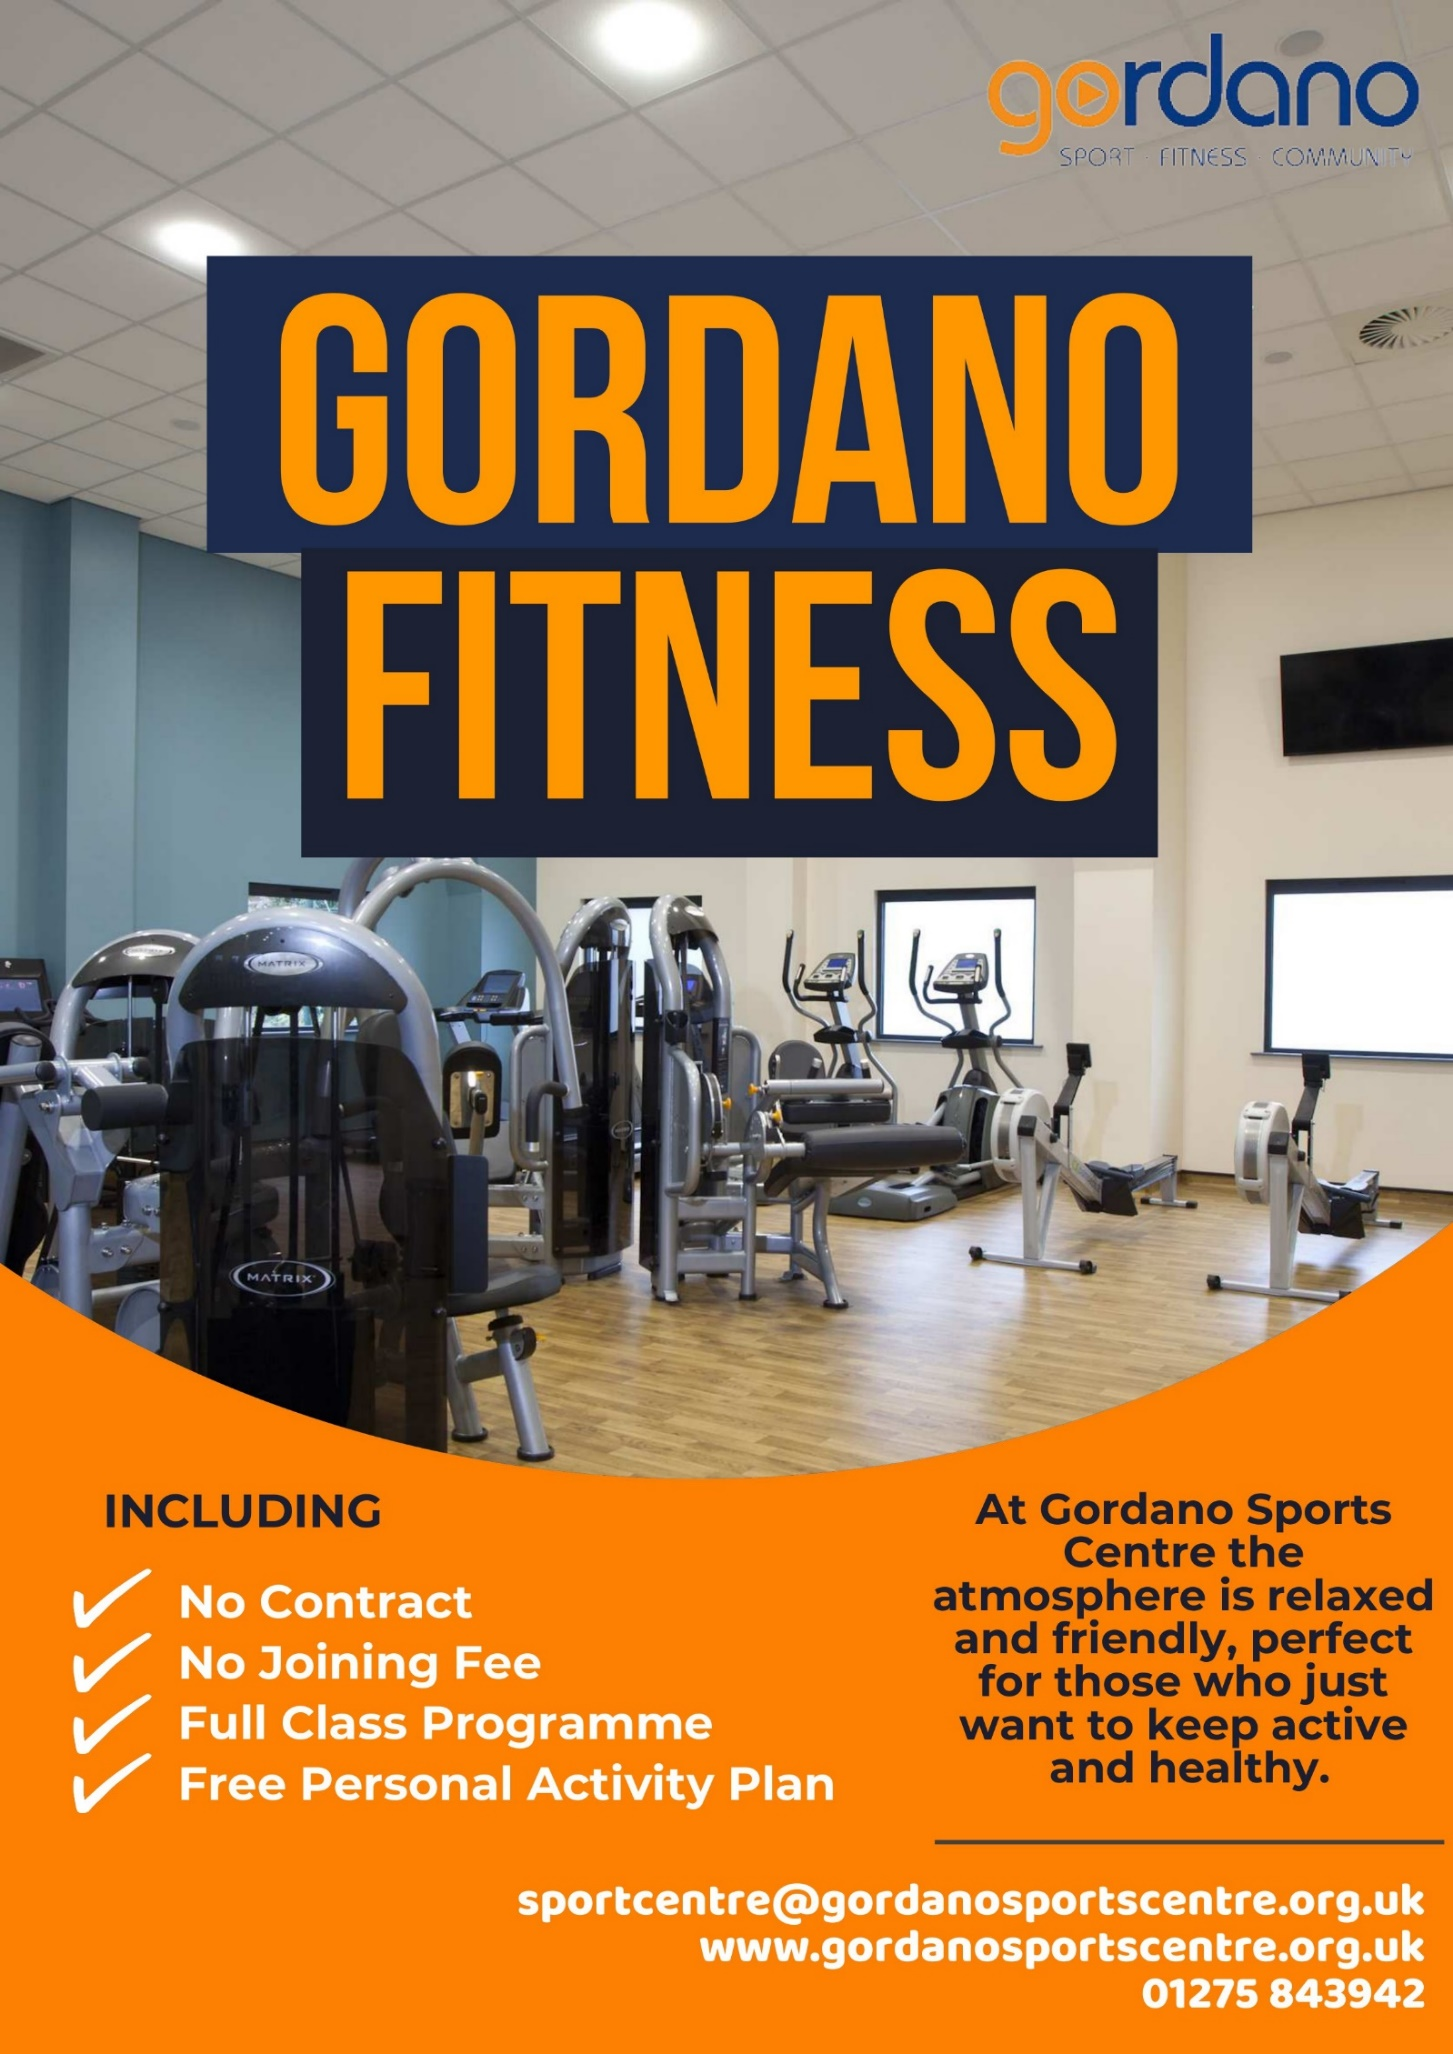 gordano
SPORT · FITNESS · COMMUNITY
GORDANO
FITNESS
MATRIX
MATRIX
INCLUDING
No Contract
No Joining Fee
Full Class Programme
Free Personal Activity Plan
At Gordano Sports
Centre the
atmosphere is relaxed
and friendly, perfect
for those who just
want to keep active
and healthy.
sportcentre@gordanosportscentre.org.uk
www.gordanosportscentre.org.uk
01275 843942